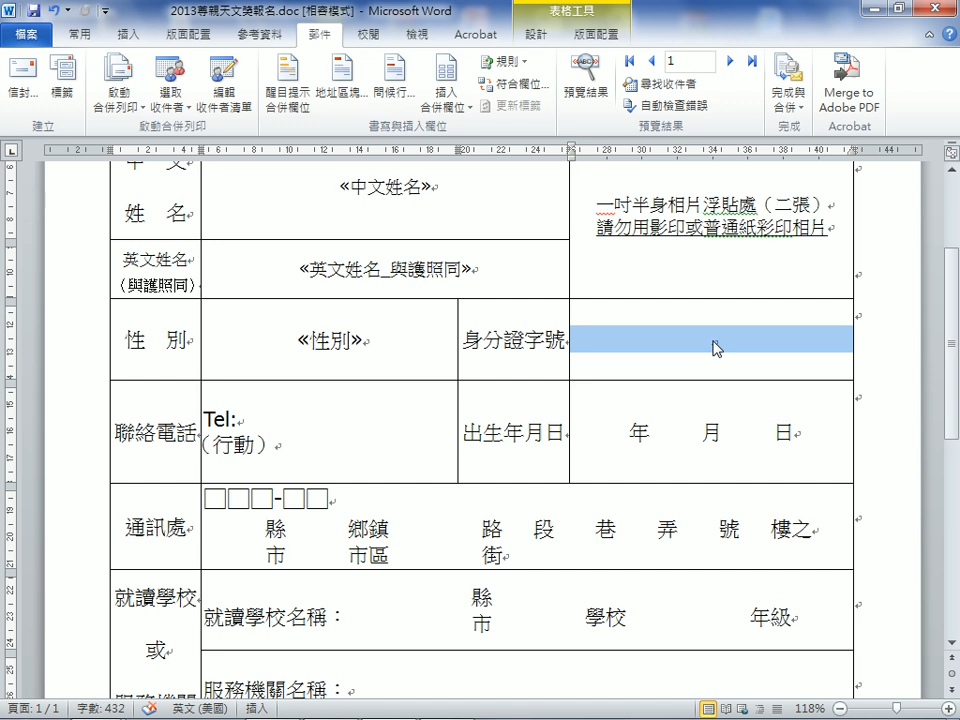 2013尊親天文獎報名.doc [相容模式] - Microsoft Word
表格工具
檔案 常用 插入 版面配置 參考資料 郵件 校閱 檢視 Acrobat 設計 版面配置
信封... 標籤
建立
啟動
合併列印
選取
收件者
編輯
收件者清單
啟動合併列印
醒目提示
合併欄位
地址區塊...
問候行...
插入
合併欄位
規則
符合欄位...
更新標籤
書寫與插入欄位
預覽結果
1
尋找收件者
自動檢查錯誤
預覽結果
完成與
合併
完成
Merge to
Adobe PDF
Acrobat
中 文
姓 名
«中文姓名»
一吋半身相片浮貼處（二張）
請勿用影印或普通紙彩印相片
英文姓名
（與護照同）
«英文姓名_與護照同»
性 別
«性別»
身分證字號
聯絡電話
Tel:
（行動）
出生年月日
年 月 日
通訊處
□□□-□□
縣 鄉鎮 路 段 巷 弄 號 樓之
市 市區 街
就讀學校
或
服務機關
就讀學校名稱：
縣
市
學校 年級
服務機關名稱：
頁面: 1/1 字數: 432 英文 (美國) 插入 118%